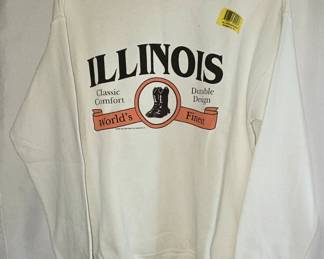 ILLINOIS
Classic Comfort
Durable Design
World's Finest